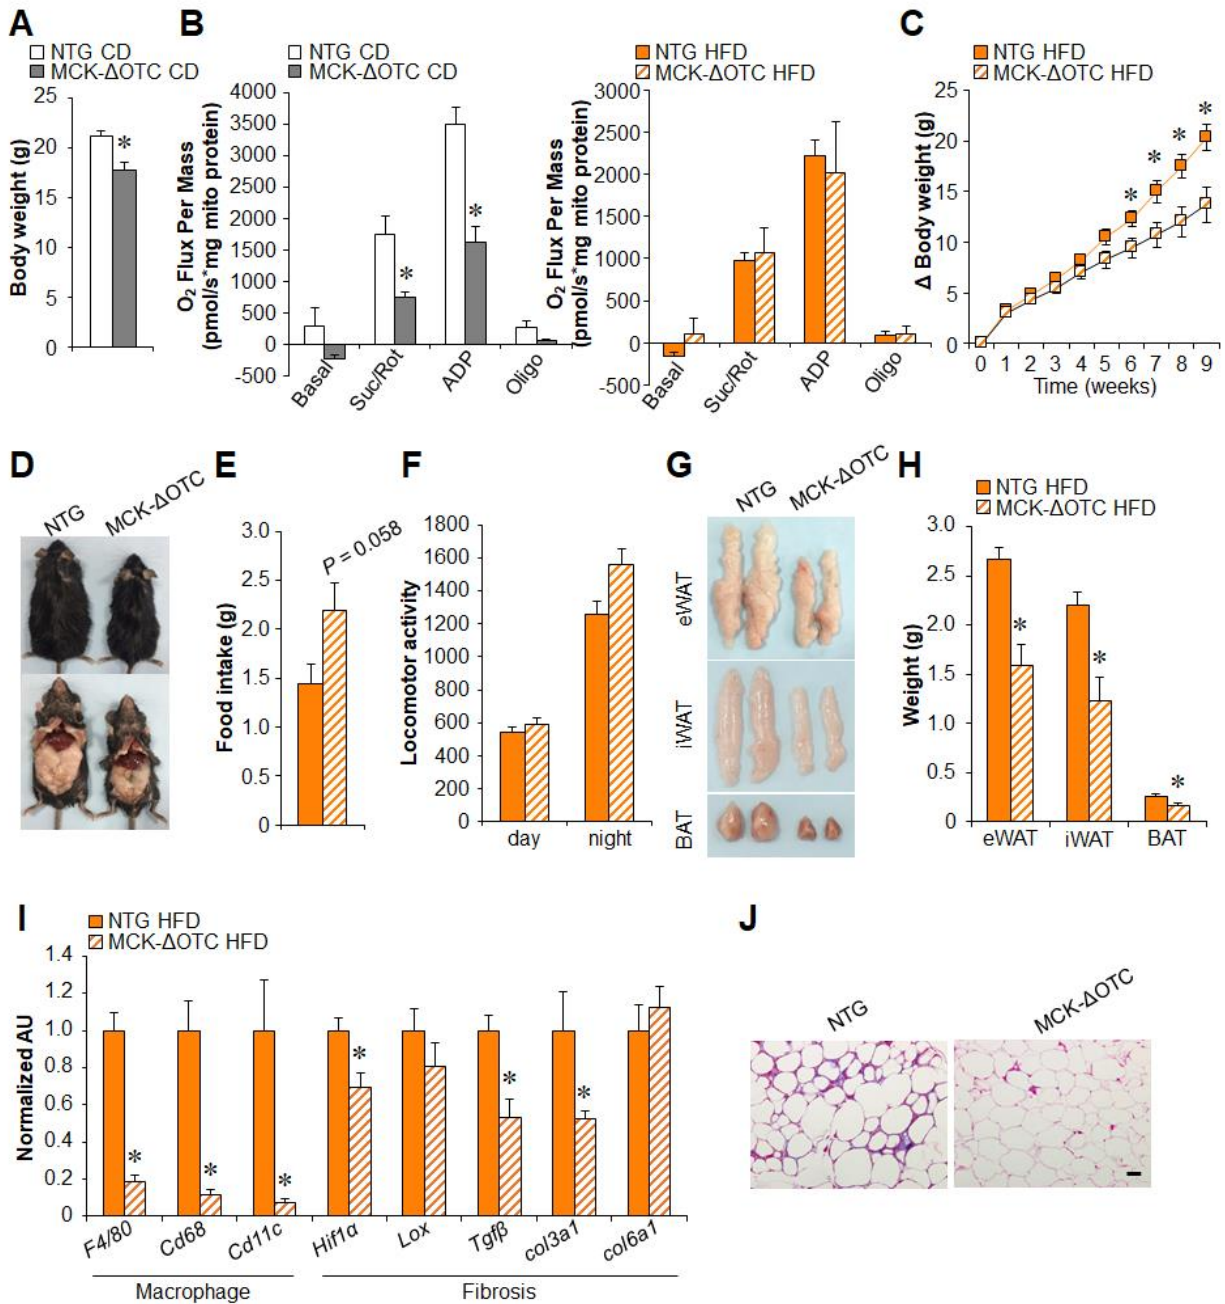 A
NTG CD
MCK-ΔOTC CD
Body weight (g)
25
20
15
10
5
0
*
B
NTG CD
MCK-ΔOTC CD
O2 Flux Per Mass
(pmol/s*mg mito protein)
4000
3500
3000
2500
2000
1500
1000
500
0
-500
*
*
Basal
Suc/Rot
ADP
Oligo
NTG HFD
MCK-ΔOTC HFD
O2 Flux Per Mass
(pmol/s*mg mito protein)
3000
2500
2000
1500
1000
500
0
-500
Basal
Suc/Rot
ADP
Oligo
C
NTG HFD
MCK-ΔOTC HFD
Δ Body weight (g)
25
20
15
10
5
0
* * * *
0 1 2 3 4 5 6 7 8 9
Time (weeks)
D
NTG
MCK-ΔOTC
E
Food intake (g)
3.0
2.5
2.0
1.5
1.0
0.5
0
P = 0.058
F
Locomotor activity
1800
1600
1400
1200
1000
800
600
400
200
0
day night
G
NTG
MCK-ΔOTC
eWAT
iWAT
BAT
H
NTG HFD
MCK-ΔOTC HFD
Weight (g)
3.0
2.5
2.0
1.5
1.0
0.5
0
* * *
eWAT iWAT BAT
I
NTG HFD
MCK-ΔOTC HFD
Normalized AU
1.4
1.2
1.0
0.8
0.6
0.4
0.2
0
* * * * * *
F4/80 Cd68 Cd11c Hif1α Lox Tgfβ col3a1 col6a1
Macrophage Fibrosis
J
NTG
MCK-ΔOTC